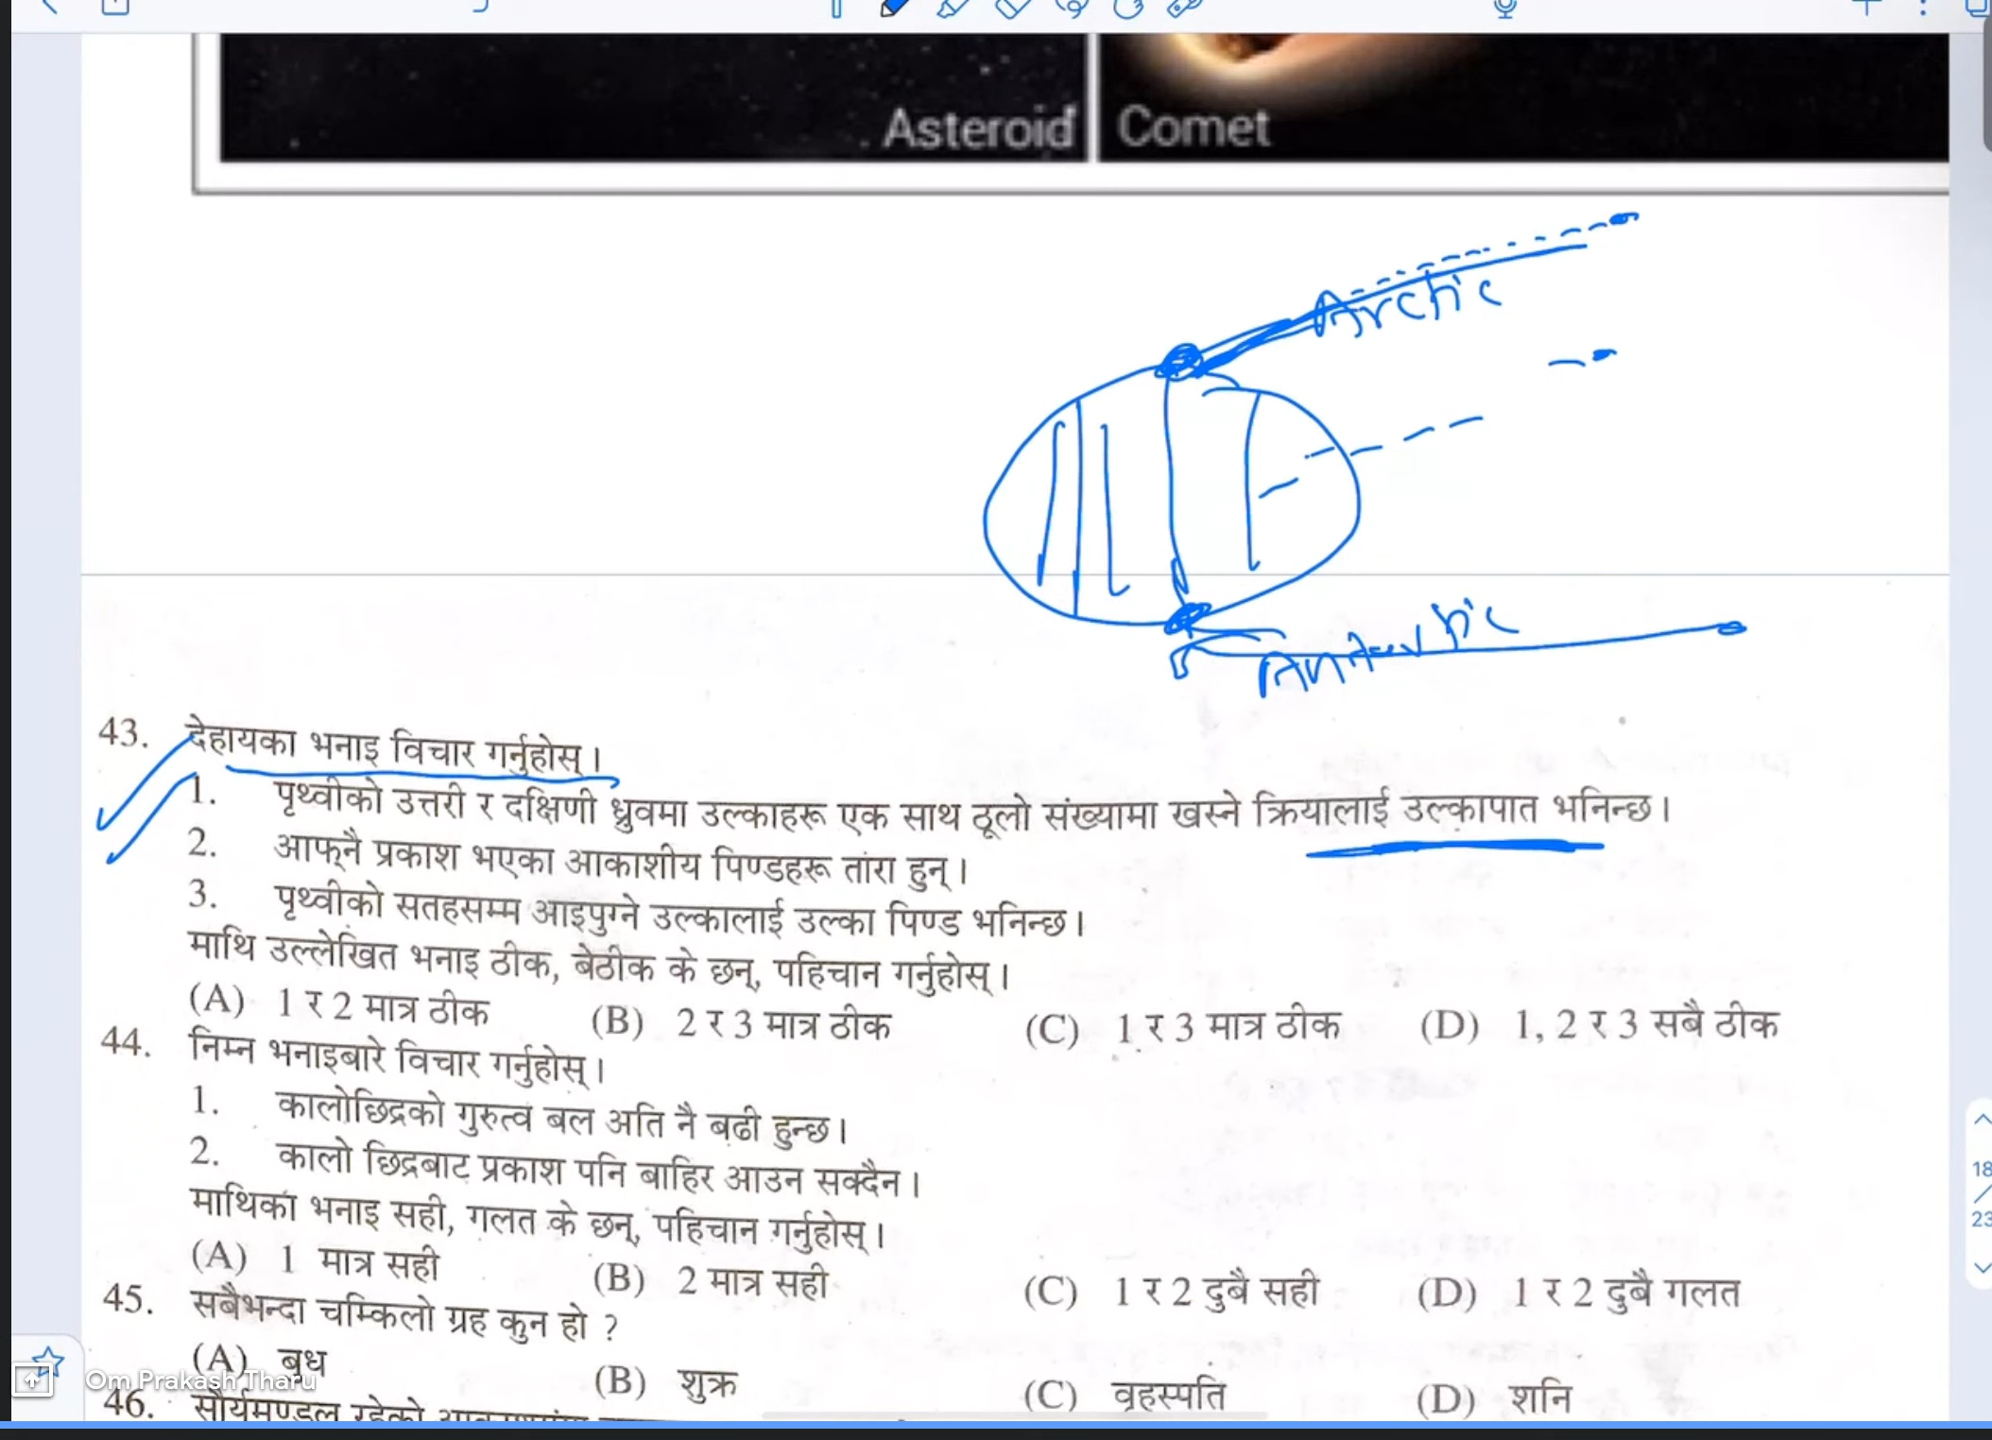 Asteroid
Comet
Arctic
43. देहायका भनाइ विचार गर्नुहोस् ।
1. पृथ्वीको उत्तरी र दक्षिणी ध्रुवमा उल्काहरू एक साथ ठूलो संख्यामा खस्ने क्रियालाई उल्कापात भनिन्छ ।
2. आफ्नै प्रकाश भएका आकाशीय पिण्डहरू तारा हुन् ।
3. पृथ्वीको सतहसम्म आइपुग्ने उल्कालाई उल्का पिण्ड भनिन्छ ।
माथि उल्लेखित भनाइ ठीक, बेठीक के छन्, पहिचान गर्नुहोस् ।
(A) 1 र 2 मात्र ठीक (B) 2 र 3 मात्र ठीक (C) 1 र 3 मात्र ठीक (D) 1, 2 र 3 सबै ठीक
44. निम्न भनाइबारे विचार गर्नुहोस् ।
1. कालोछिद्रको गुरुत्व बल अति नै बढी हुन्छ ।
2. कालो छिद्रबाट प्रकाश पनि बाहिर आउन सक्दैन ।
माथिका भनाइ सही, गलत के छन्, पहिचान गर्नुहोस् ।
(A) 1 मात्र सही (B) 2 मात्र सही (C) 1 र 2 दुबै सही (D) 1 र 2 दुबै गलत
45. सबैभन्दा चम्किलो ग्रह कुन हो ?
(A) बुध (B) शुक्र (C) वृहस्पति (D) शनि
Om Prakash Tharu
46. सौर्यमण्डल
18
23